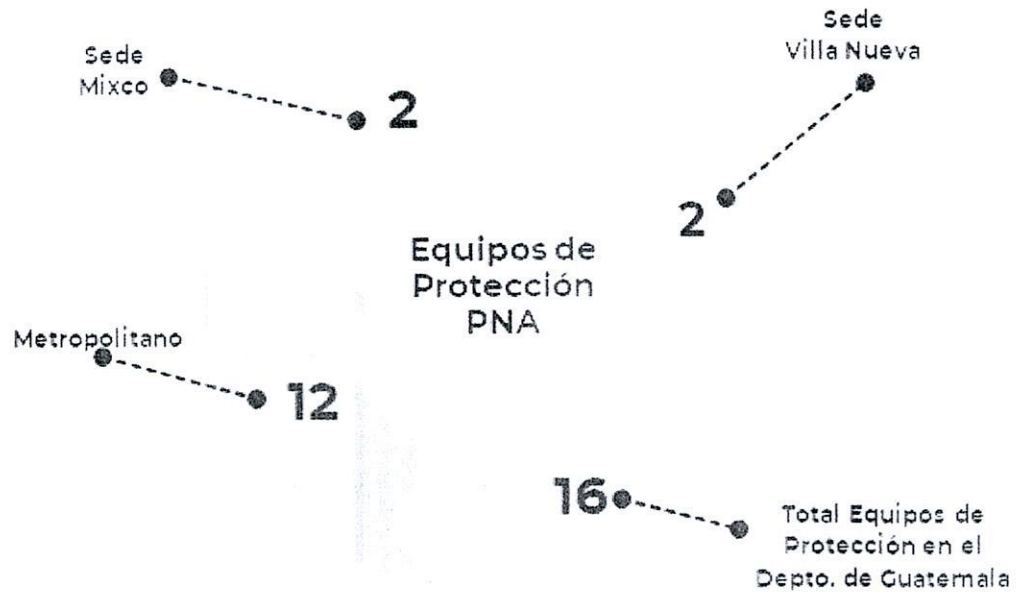 Sede
Mixco
2
Sede
Villa Nueva
2
Equipos de
Protección
PNA
Metropolitano
12
16
Total Equipos de
Protección en el
Depto. de Guatemala